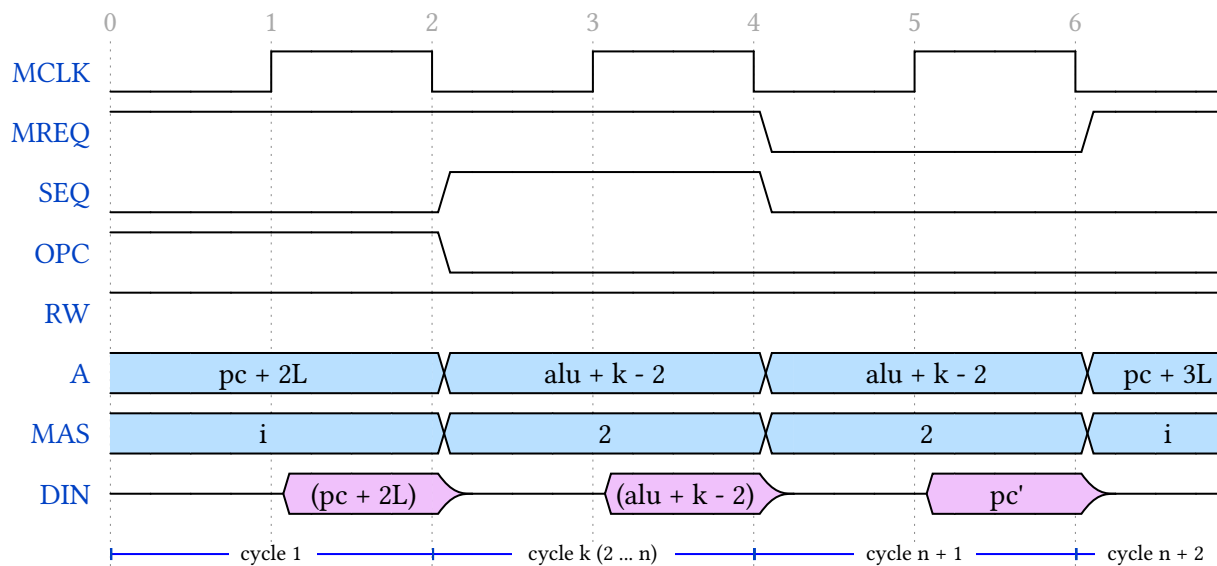 0 1 2 3 4 5 6
MCLK
MREQ
SEQ
OPC
RW
A pc + 2L alu + k - 2 alu + k - 2 pc + 3L
MAS i 2 2 i
DIN (pc + 2L) (alu + k - 2) pc'
cycle 1 cycle k (2 ... n) cycle n + 1 cycle n + 2